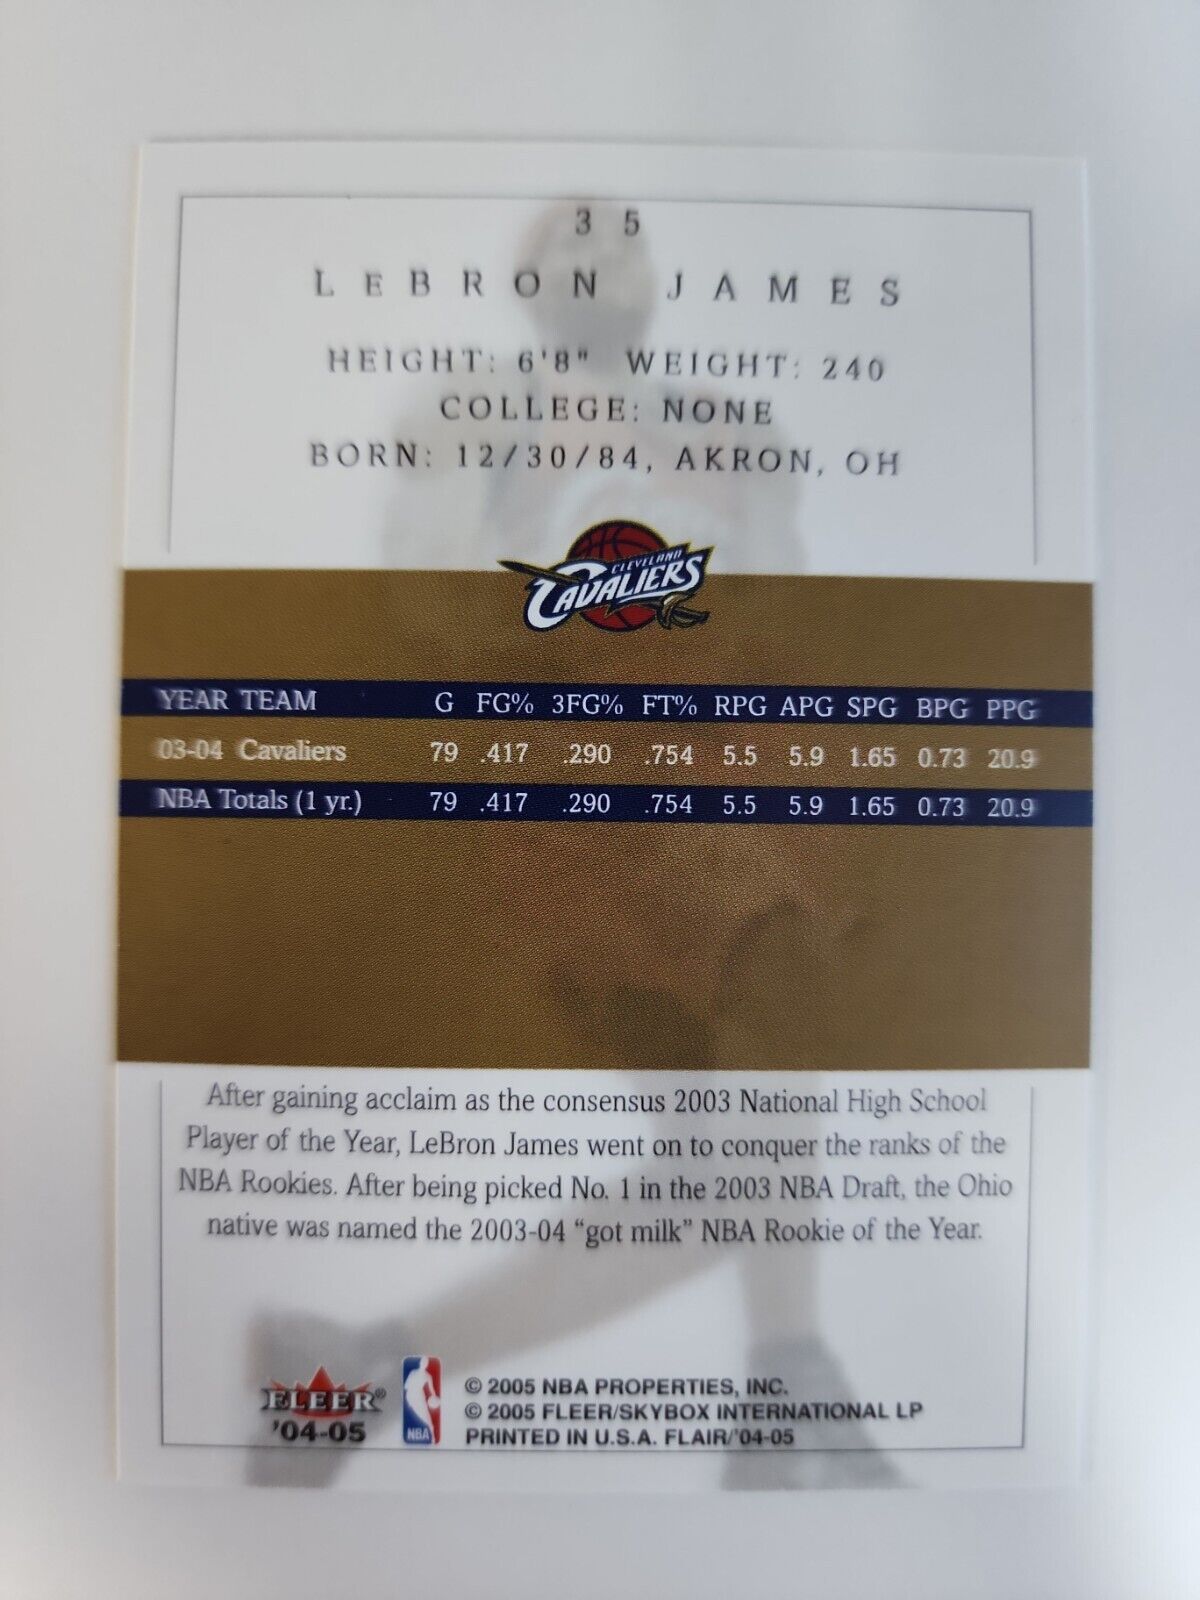 3 5
LEBRON JAMES
HEIGHT: 6'8" WEIGHT: 240
COLLEGE: NONE
BORN: 12/30/84, AKRON, OH
CLEVELAND
CAVALIERS
YEAR TEAM G FG% 3FG% FT% RPG APG SPG BPG PPG
03-04 Cavaliers 79 .417 .290 .754 5.5 5.9 1.65 0.73 20.9
NBA Totals (1 yr.) 79 .417 .290 .754 5.5 5.9 1.65 0.73 20.9
After gaining acclaim as the consensus 2003 National High School
Player of the Year, LeBron James went on to conquer the ranks of the
NBA Rookies. After being picked No. 1 in the 2003 NBA Draft, the Ohio
native was named the 2003-04 “got milk” NBA Rookie of the Year.
FLEER®
'04-05
NBA
© 2005 NBA PROPERTIES, INC.
© 2005 FLEER/SKYBOX INTERNATIONAL LP
PRINTED IN U.S.A. FLAIR/'04-05